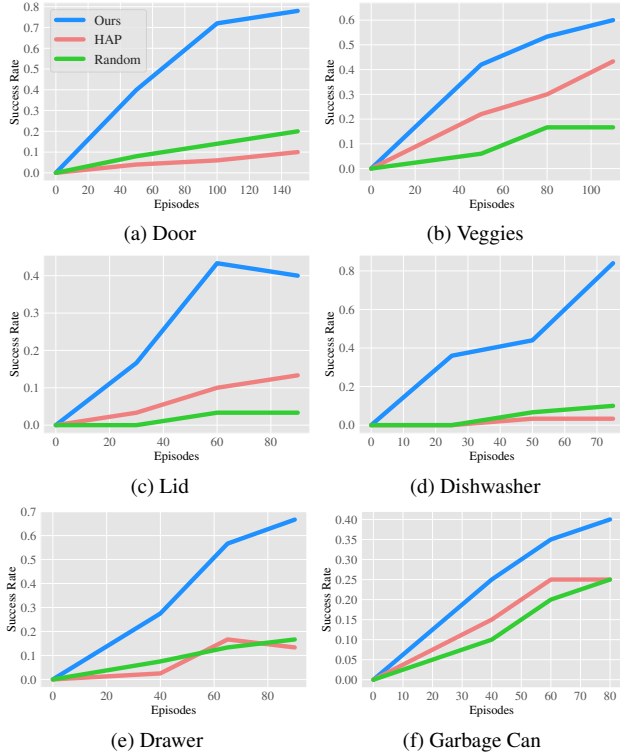 0.8
0.7
0.6
0.5
0.4
0.3
0.2
0.1
0.0
Success Rate
Ours
HAP
Random
0 20 40 60 80 100 120 140
Episodes
(a) Door
0.6
0.5
0.4
0.3
0.2
0.1
0.0
Success Rate
0 20 40 60 80 100
Episodes
(b) Veggies
0.4
0.3
0.2
0.1
0.0
Success Rate
0 20 40 60 80
Episodes
(c) Lid
0.8
0.6
0.4
0.2
0.0
Success Rate
0 10 20 30 40 50 60 70
Episodes
(d) Dishwasher
0.7
0.6
0.5
0.4
0.3
0.2
0.1
0.0
Success Rate
0 20 40 60 80
Episodes
(e) Drawer
0.40
0.35
0.30
0.25
0.20
0.15
0.10
0.05
0.00
Success Rate
0 10 20 30 40 50 60 70 80
Episodes
(f) Garbage Can